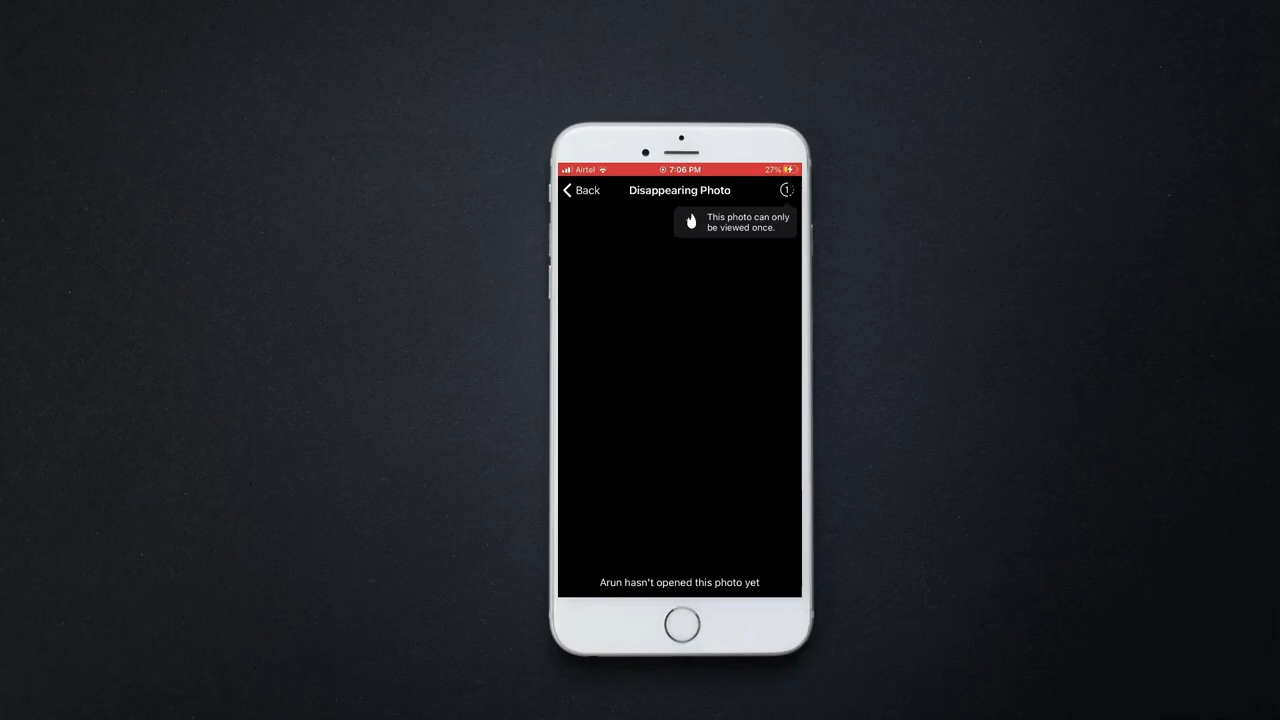 Airtel 7:06 PM 27%
Back Disappearing Photo 1
This photo can only
be viewed once.
Arun hasn't opened this photo yet